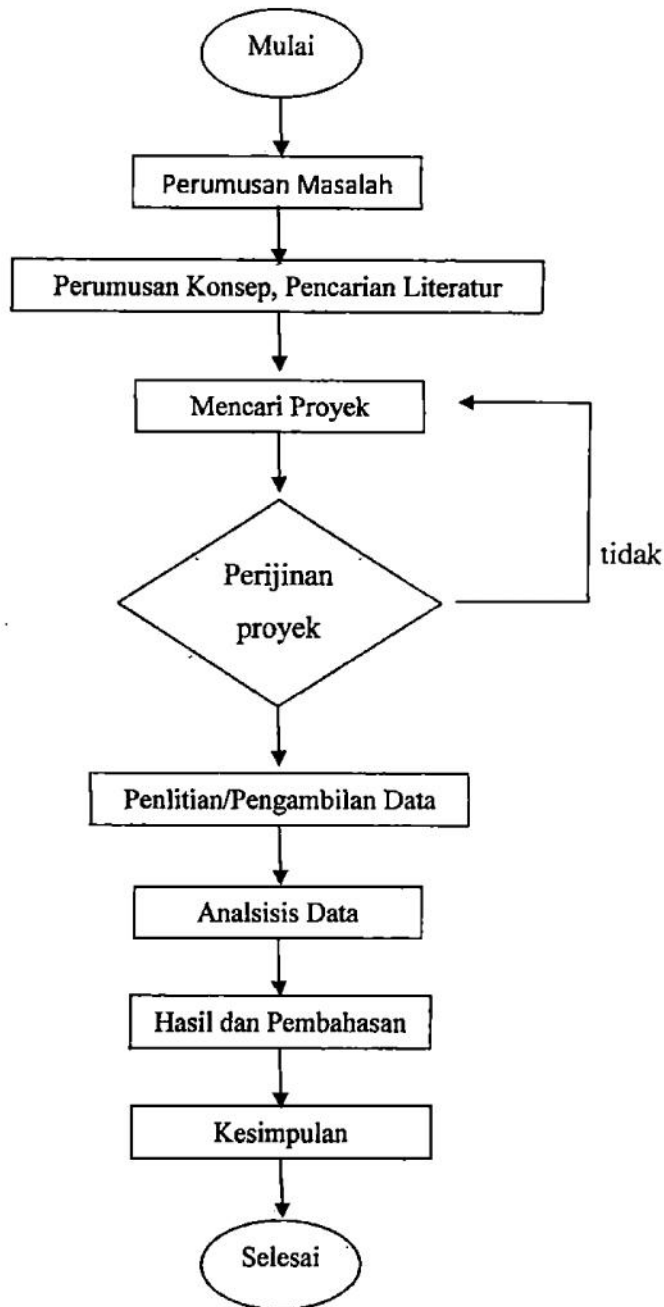 Mulai
Perumusan Masalah
Perumusan Konsep, Pencarian Literatur
Mencari Proyek
Perijinan
proyek
tidak
Penlitian/Pengambilan Data
Analsisis Data
Hasil dan Pembahasan
Kesimpulan
Selesai